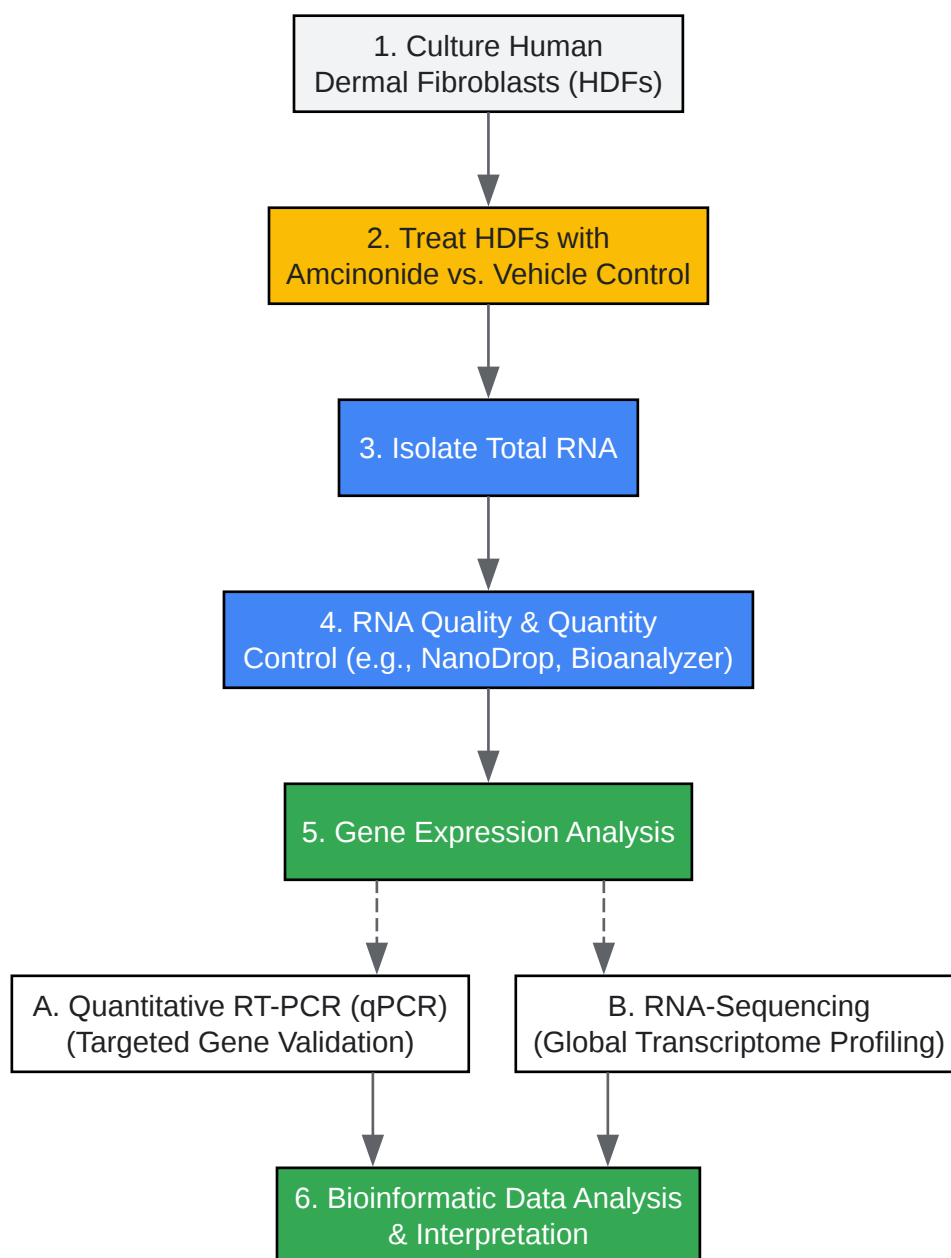 1. Culture Human
Dermal Fibroblasts (HDFs)
2. Treat HDFs with
Amcinonide vs. Vehicle Control
3. Isolate Total RNA
4. RNA Quality & Quantity
Control (e.g., NanoDrop, Bioanalyzer)
5. Gene Expression Analysis
A. Quantitative RT-PCR (qPCR)
(Targeted Gene Validation)
B. RNA-Sequencing
(Global Transcriptome Profiling)
6. Bioinformatic Data Analysis
& Interpretation